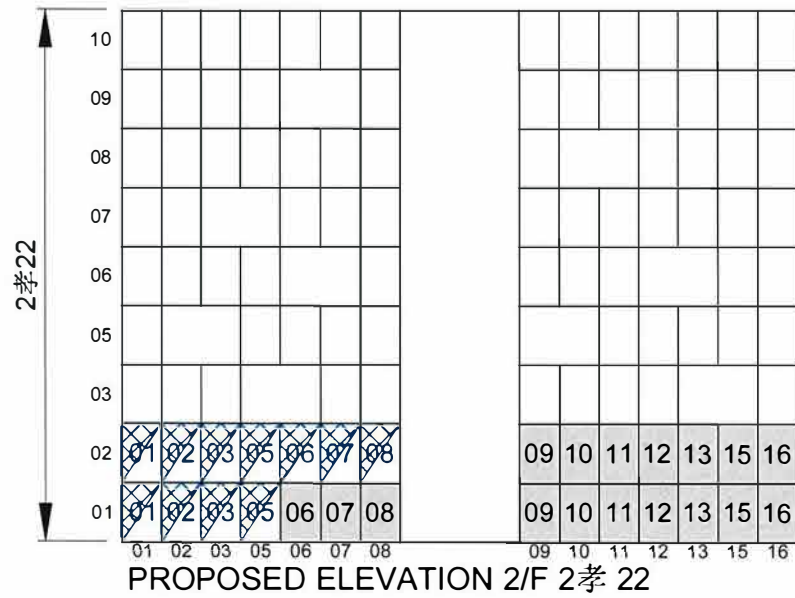 10
09
08
07
06
05
03
02 01 02 03 05 06 07 08 09 10 11 12 13 15 16
01 01 02 03 05 06 07 08 09 10 11 12 13 15 16
01 02 03 05 06 07 08 09 10 11 12 13 15 16
2孝22
PROPOSED ELEVATION 2/F 2孝 22